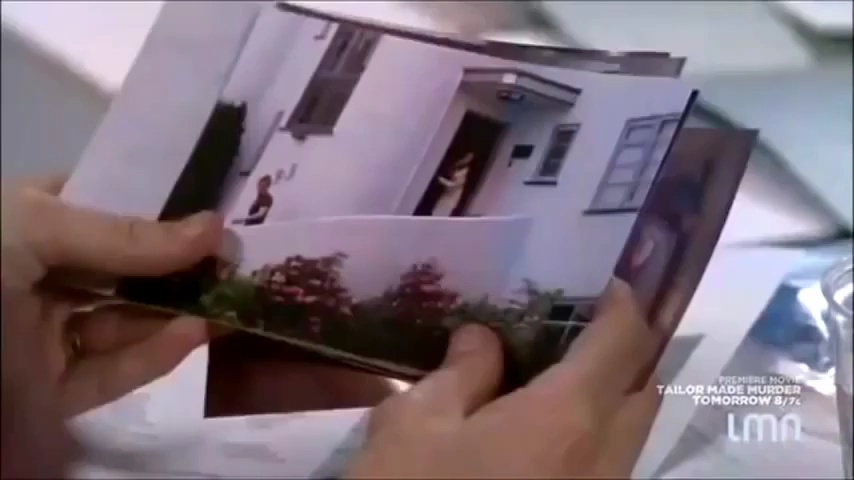 PREMIERE MOVIE
TAILOR MADE MURDER
TOMORROW 8/7c
lmn